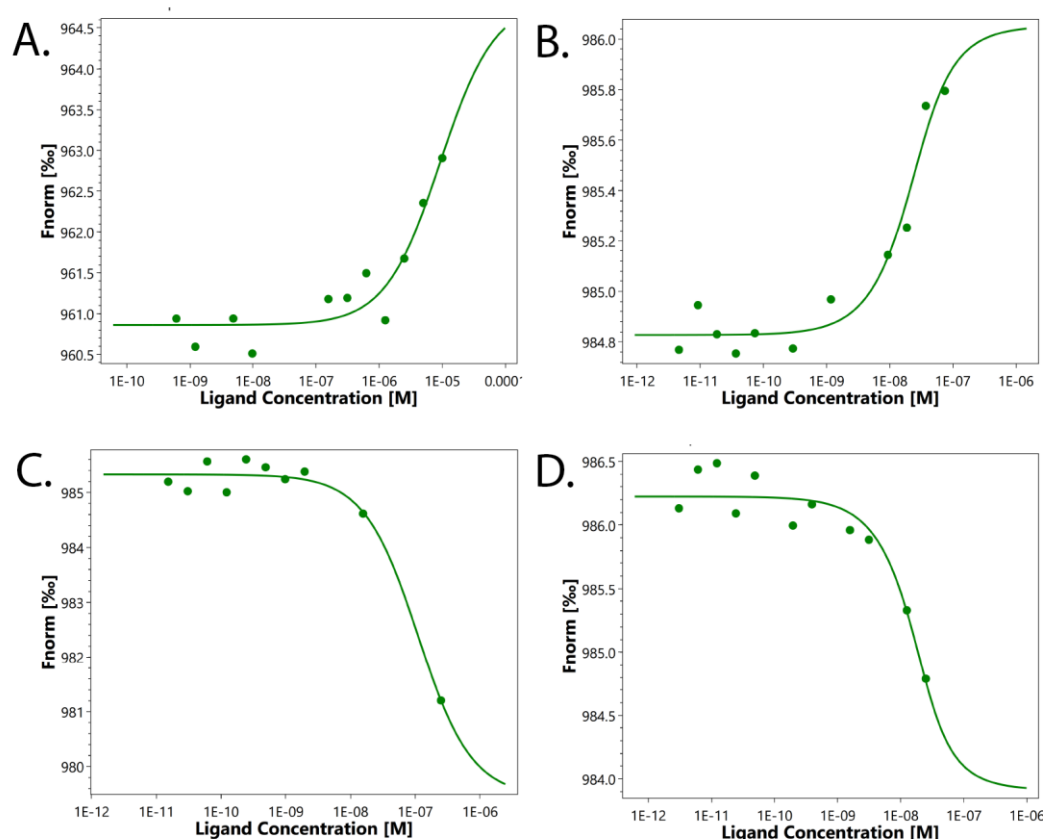 A.
Fnorm [‰]
964.5
964.0
963.5
963.0
962.5
962.0
961.5
961.0
960.5
1E-10 1E-09 1E-08 1E-07 1E-06 1E-05 0.000
Ligand Concentration [M]
B.
Fnorm [‰]
986.0
985.8
985.6
985.4
985.2
985.0
984.8
1E-12 1E-11 1E-10 1E-09 1E-08 1E-07 1E-06
Ligand Concentration [M]
C.
Fnorm [‰]
985
984
983
982
981
980
1E-12 1E-11 1E-10 1E-09 1E-08 1E-07 1E-06
Ligand Concentration [M]
D.
Fnorm [‰]
986.5
986.0
985.5
985.0
984.5
984.0
1E-12 1E-11 1E-10 1E-09 1E-08 1E-07 1E-06
Ligand Concentration [M]